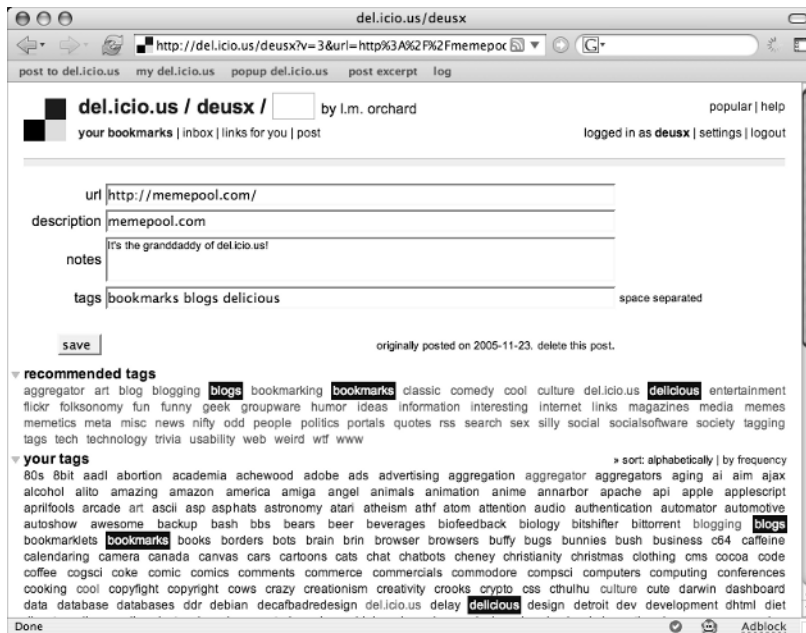 del.icio.us/deusx
http://del.icio.us/deusx?v=3&url=http%3A%2F%2Fmemepoc
G
post to del.icio.us my del.icio.us popup del.icio.us post excerpt log
del.icio.us / deusx / by l.m. orchard popular | help
your bookmarks | inbox | links for you | post logged in as deusx | settings | logout
url http://memepool.com/
description memepool.com
notes It's the granddaddy of del.icio.us!
tags bookmarks blogs delicious space separated
save originally posted on 2005-11-23. delete this post.
recommended tags
aggregator art blog blogging blogs bookmarking bookmarks classic comedy cool culture del.icio.us delicious entertainment
flickr folksonomy fun funny geek groupware humor ideas information interesting internet links magazines media memes
memetics meta misc news nifty odd people politics portals quotes rss search sex silly social socialsoftware society tagging
tags tech technology trivia usability web weird wtf www
your tags » sort: alphabetically | by frequency
80s 8bit aadl abortion academia achewood adobe ads advertising aggregation aggregator aggregators aging ai aim ajax
alcohol alito amazing amazon america amiga angel animals animation anime annarbor apache api apple applescript
aprilfools arcade art ascii asp asphats astronomy atari atheism athf atom attention audio authentication automator automotive
autoshow awesome backup bash bbs bears beer beverages biofeedback biology bitshifter bittorrent blogging blogs
bookmarklets bookmarks books borders bots brain brin browser browsers buffy bugs bunnies bush business c64 caffeine
calendaring camera canada canvas cars cartoons cats chat chatbots cheney christianity christmas clothing cms cocoa code
coffee cogsci coke comic comics comments commerce commercials commodore compsci computers computing conferences
cooking cool copyfight copyright cows crazy creationism creativity crooks crypto css cthulhu culture cute darwin dashboard
data database databases ddr debian decafbadredesign del.icio.us delay delicious design detroit dev development dhtml diet
Done Adblock